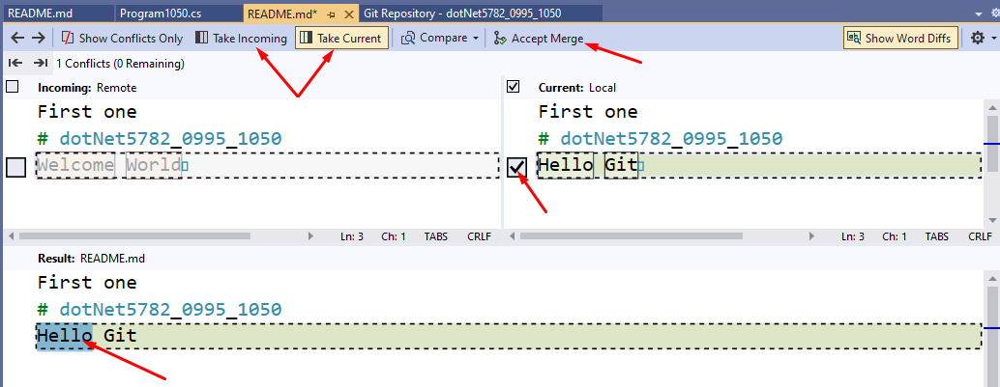 README.md Program1050.cs README.md* Git Repository - dotNet5782_0995_1050
Show Conflicts Only Take Incoming Take Current Compare Accept Merge Show Word Diffs
1 Conflicts (0 Remaining)
Incoming: Remote Current: Local
First one First one
# dotNet5782_0995_1050 # dotNet5782_0995_1050
Welcome World Hello Git
Ln: 3 Ch: 1 TABS CRLF Ln: 3 Ch: 1 TABS CRLF
Result: README.md
First one
# dotNet5782_0995_1050
Hello Git